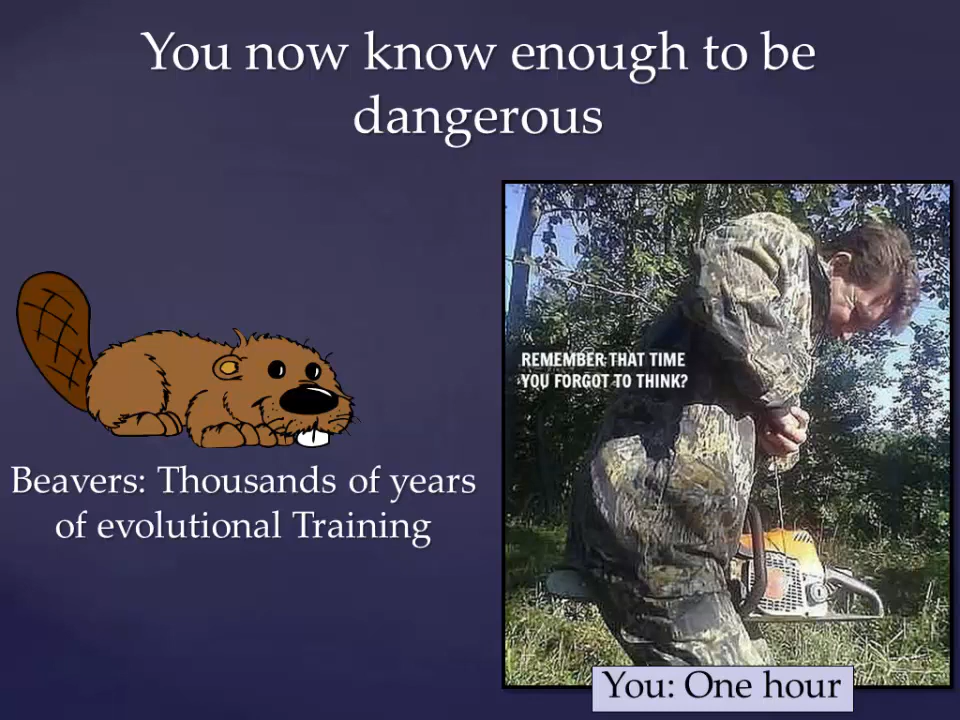 You now know enough to be
dangerous
REMEMBER THAT TIME
YOU FORGOT TO THINK?
Beavers: Thousands of years
of evolutional Training
You: One hour